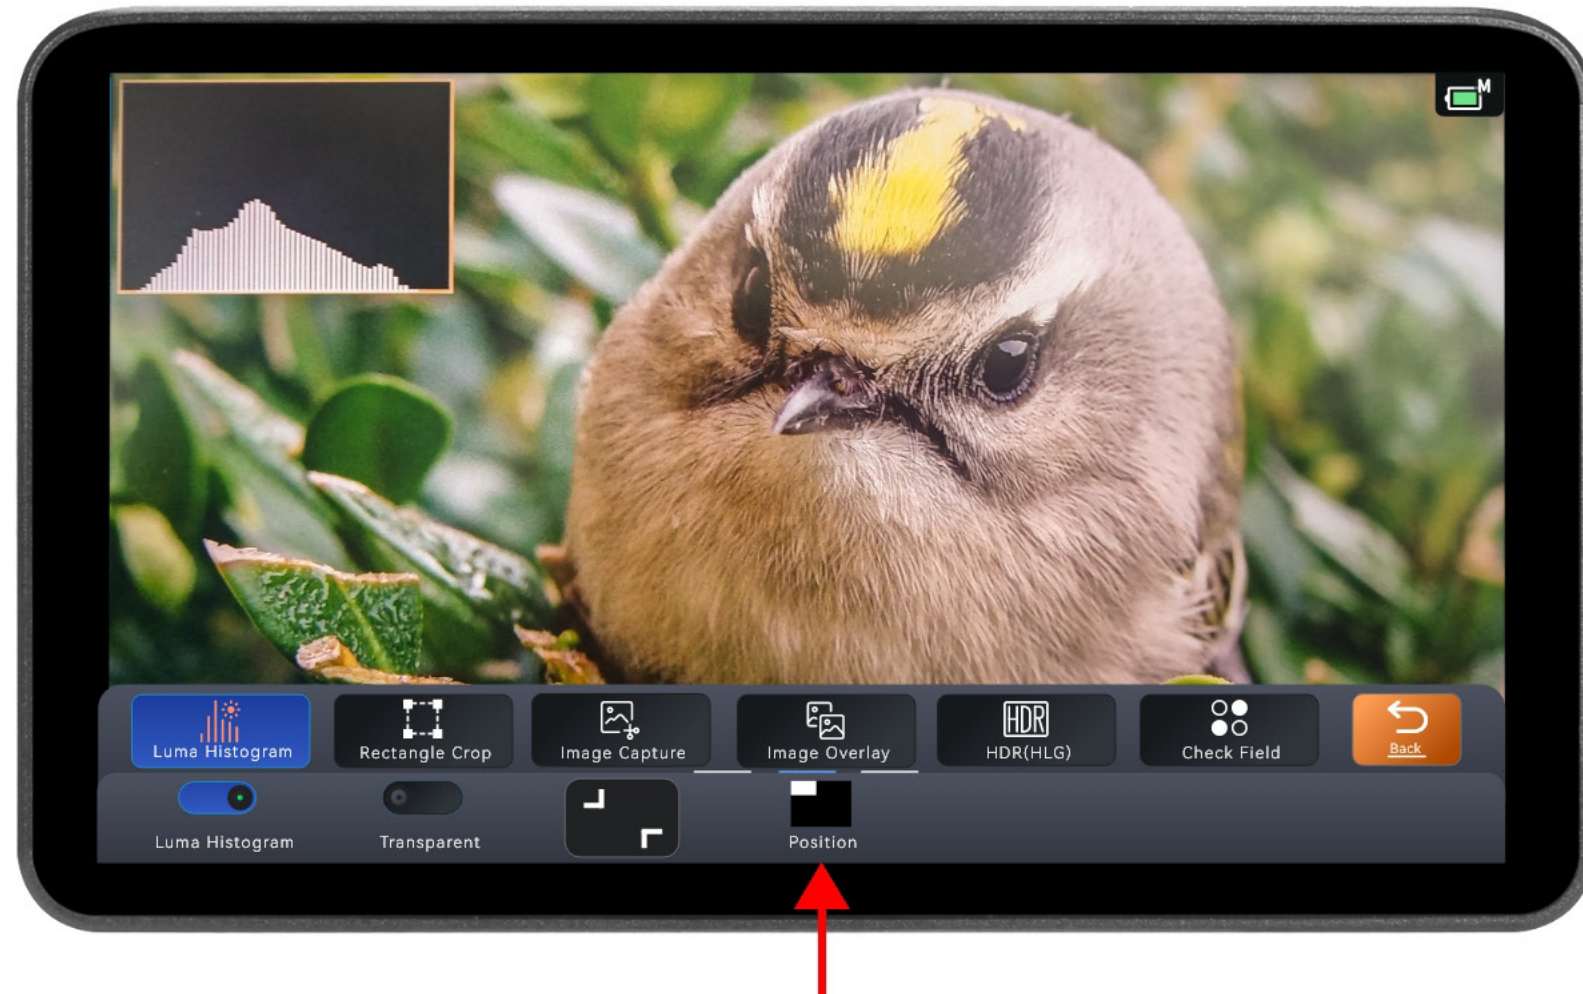 M
Luma Histogram
Rectangle Crop
Image Capture
Image Overlay
HDR
HDR(HLG)
Check Field
Back
Luma Histogram
Transparent
Position